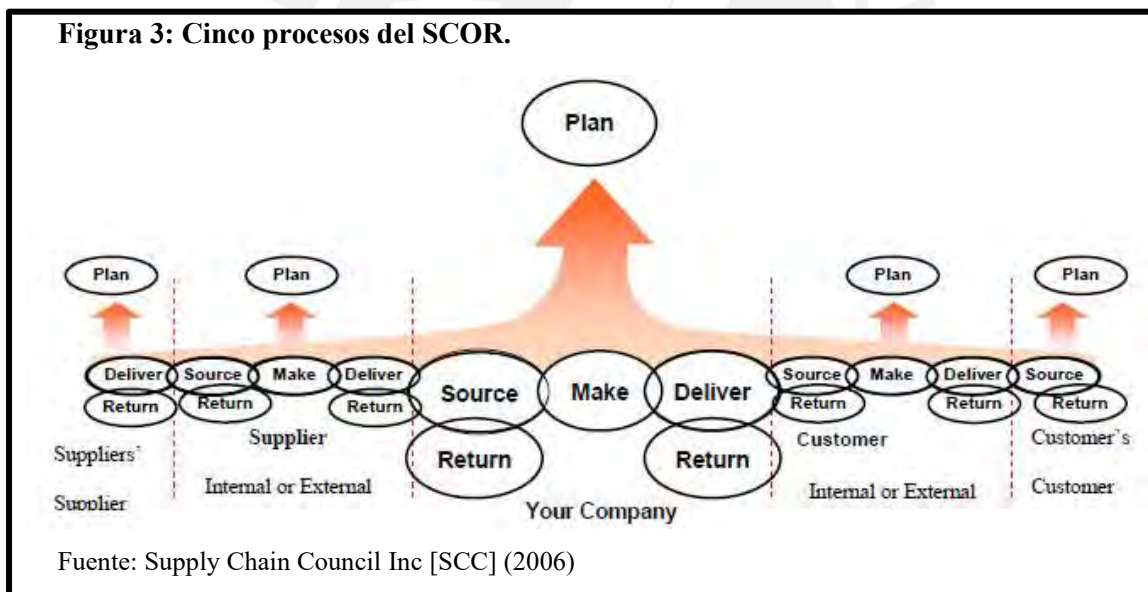 Figura 3: Cinco procesos del SCOR.
Plan
Plan
Plan
Plan
Plan
Deliver Source Make Deliver Source Make Deliver Source Make Deliver Source
Return Return Return Return Return Return Return Return
Suppliers’ Supplier Customer Customer’s
Supplier Internal or External Your Company Internal or External Customer
Fuente: Supply Chain Council Inc [SCC] (2006)